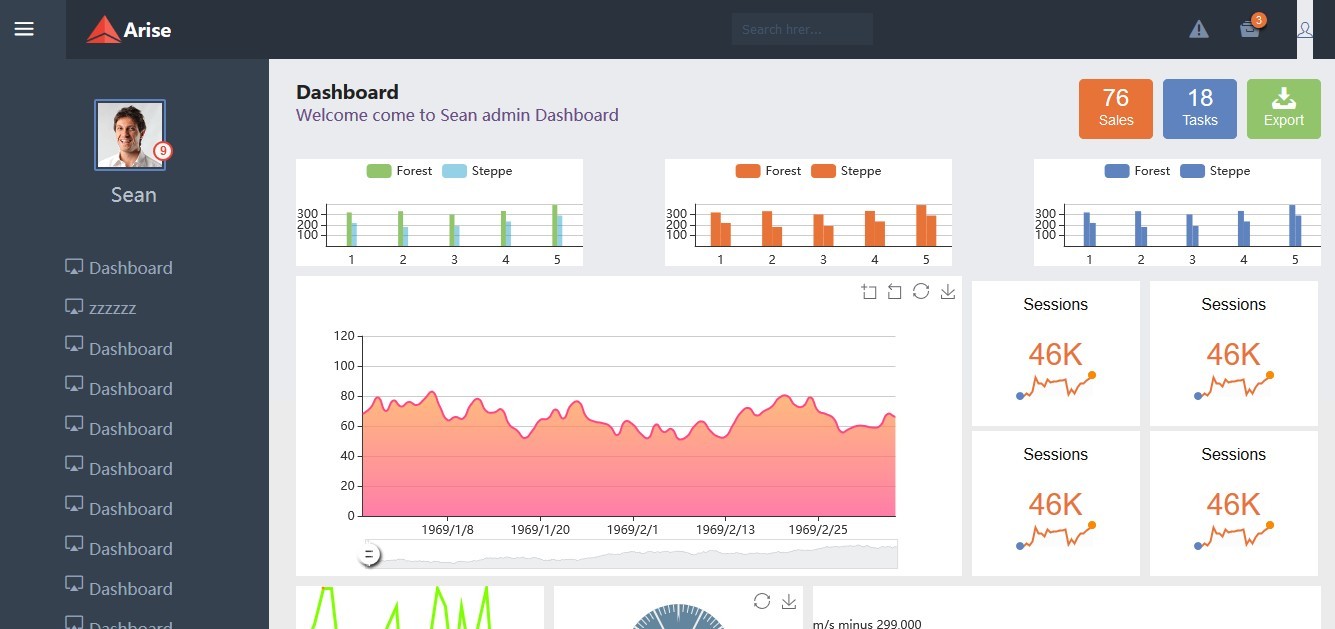 Arise
Search hrer...
3
9
Sean
Dashboard
zzzzzz
Dashboard
Dashboard
Dashboard
Dashboard
Dashboard
Dashboard
Dashboard
Dashboard
Dashboard
Welcome come to Sean admin Dashboard
76
Sales
18
Tasks
Export
Forest Steppe
300
200
100
1 2 3 4 5
Forest Steppe
300
200
100
1 2 3 4 5
Forest Steppe
300
200
100
1 2 3 4 5
120
100
80
60
40
20
0
1969/1/8 1969/1/20 1969/2/1 1969/2/13 1969/2/25
Sessions
46K
Sessions
46K
Sessions
46K
Sessions
46K
m/s minus 299,000